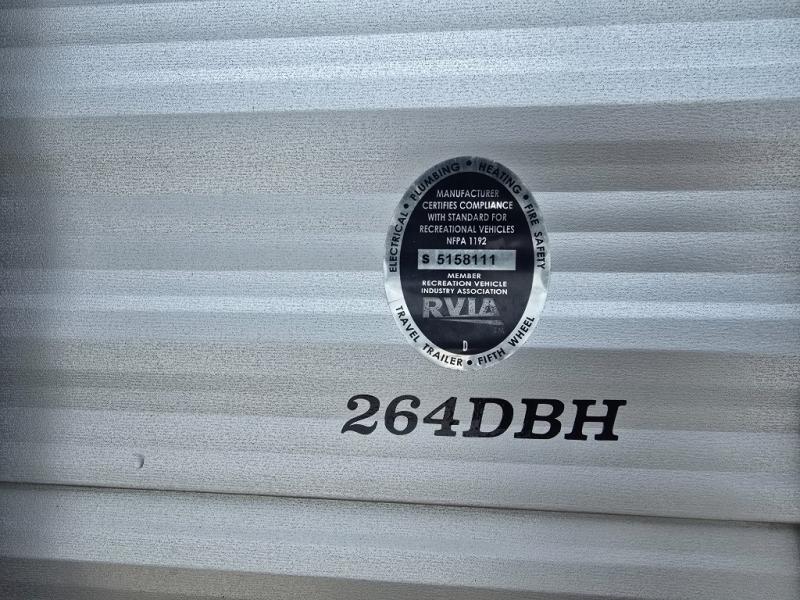 ELECTRICAL • PLUMBING • HEATING • FIRE SAFETY
MANUFACTURER
CERTIFIES COMPLIANCE
WITH STANDARD FOR
RECREATIONAL VEHICLES
NFPA 1192
S 5158111
MEMBER
RECREATION VEHICLE
INDUSTRY ASSOCIATION
RVIA
D
TRAVEL TRAILER • FIFTH WHEEL
264DBH